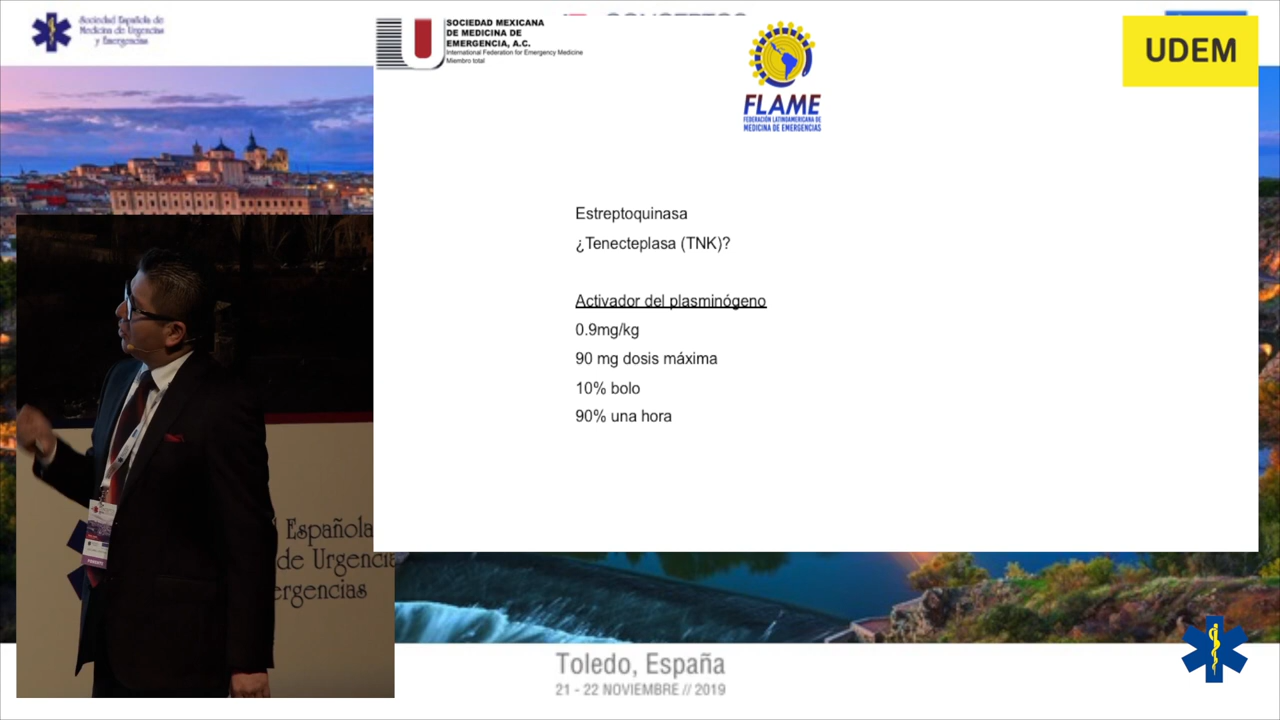 Sociedad Española de
Medicina de Urgencias
y Emergencias
SOCIEDAD MEXICANA
DE MEDICINA DE
EMERGENCIA, A.C.
International Federation for Emergency Medicine
Miembro total
FLAME
FEDERACIÓN LATINOAMERICANA DE
MEDICINA DE EMERGENCIAS
UDEM
Estreptoquinasa
¿Tenecteplasa (TNK)?
Activador del plasminógeno
0.9mg/kg
90 mg dosis máxima
10% bolo
90% una hora
Española
de Urgencia
ergencias
Toledo, España
21 - 22 NOVIEMBRE // 2019